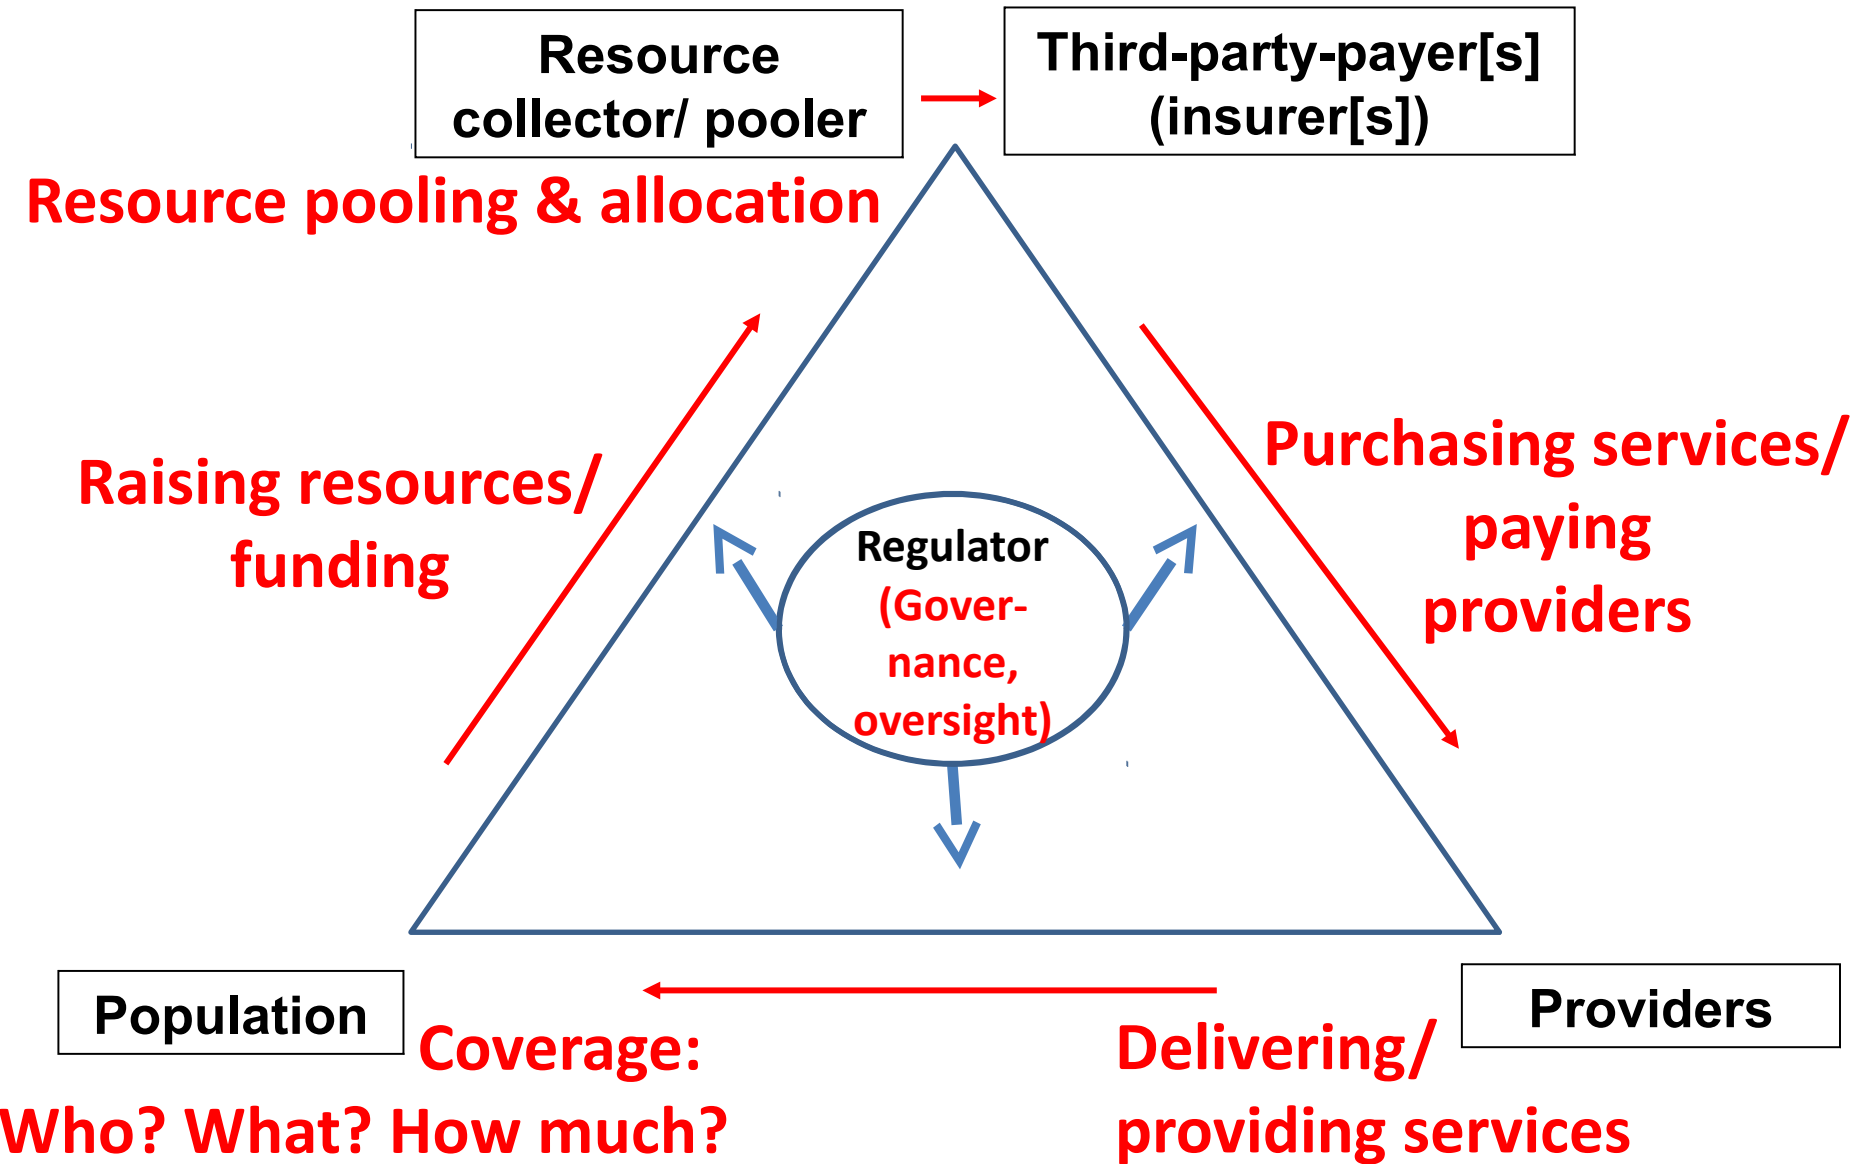 Resource
collector/ pooler
Third-party-payer[s]
(insurer[s])
Resource pooling & allocation
Raising resources/
funding
Purchasing services/
paying
providers
Regulator
(Gover-
nance,
oversight)
Population
Providers
Coverage:
Who? What? How much?
Delivering/
providing services